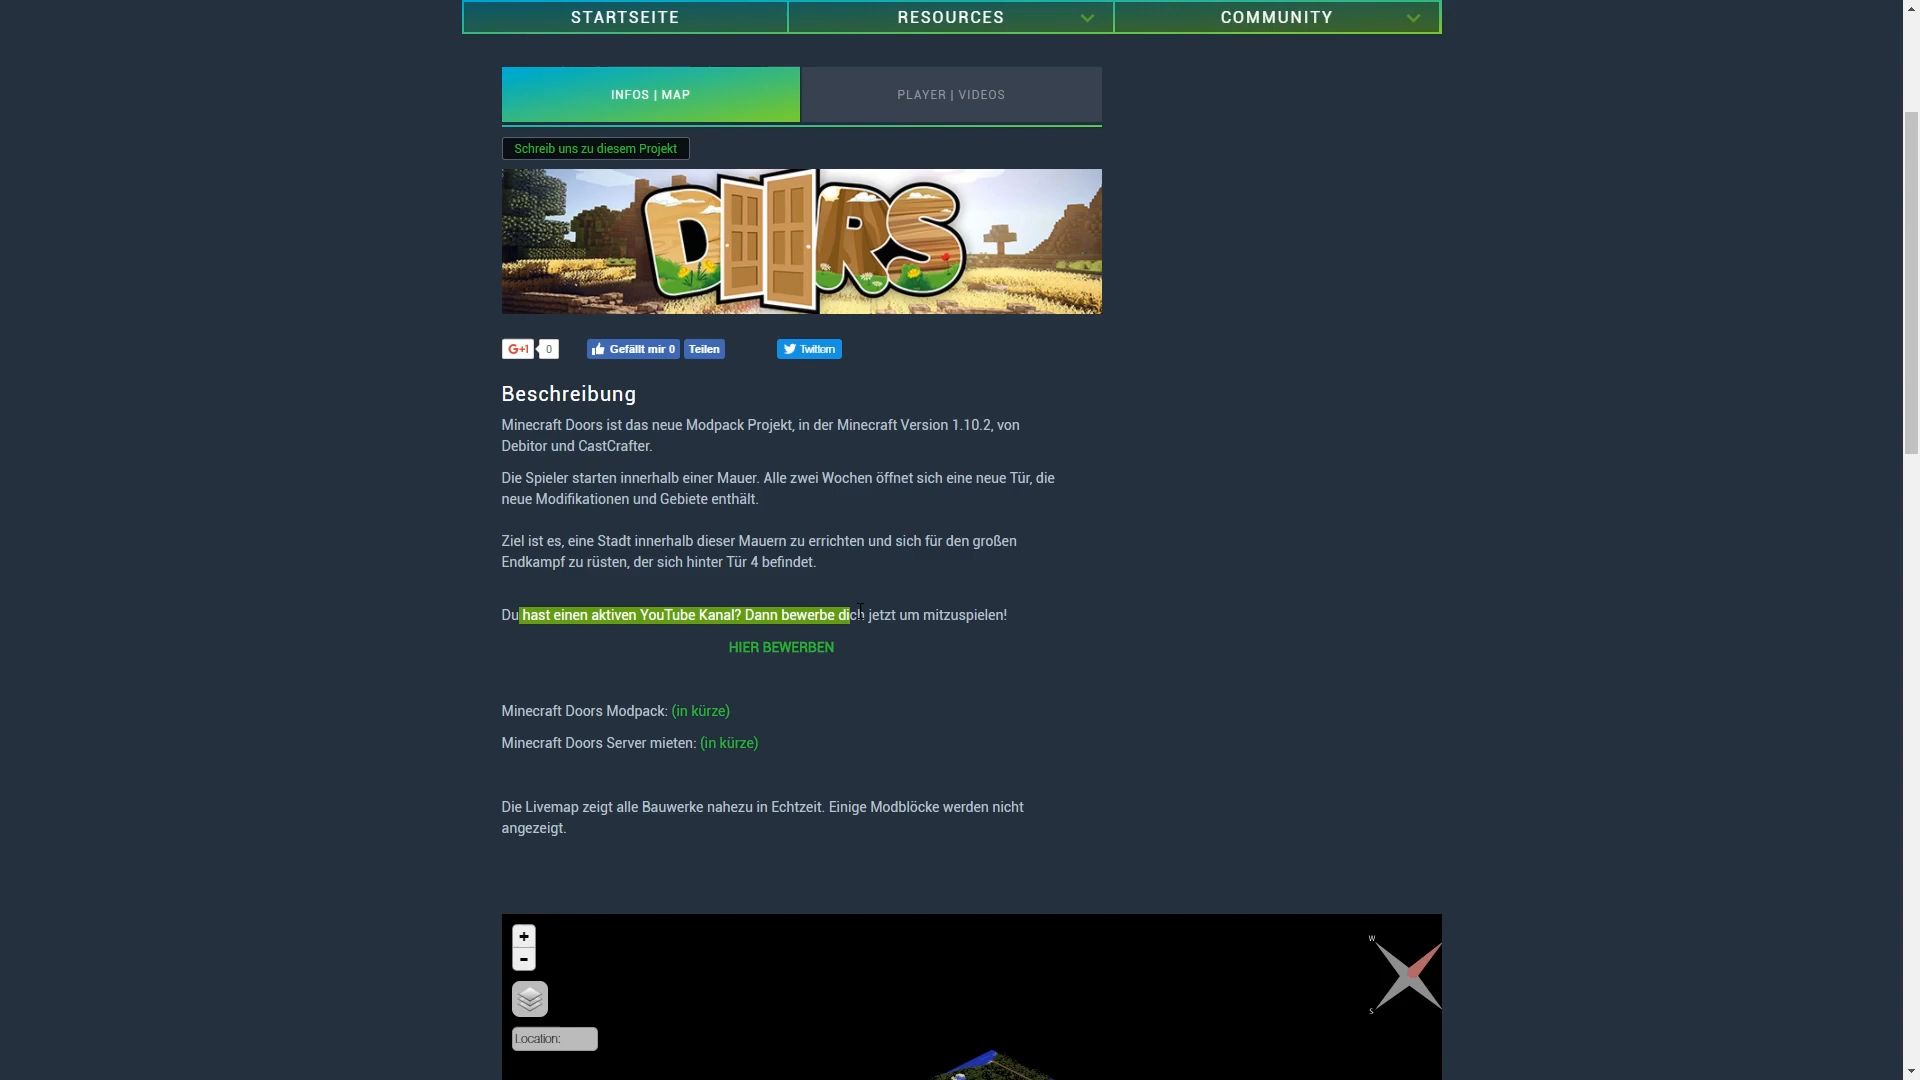 STARTSEITE
RESOURCES
COMMUNITY
INFOS | MAP
PLAYER | VIDEOS
Schreib uns zu diesem Projekt
DOORS
G+1
0
Gefällt mir 0
Teilen
Twittern
Beschreibung
Minecraft Doors ist das neue Modpack Projekt, in der Minecraft Version 1.10.2, von
Debitor und CastCrafter.
Die Spieler starten innerhalb einer Mauer. Alle zwei Wochen öffnet sich eine neue Tür, die
neue Modifikationen und Gebiete enthält.
Ziel ist es, eine Stadt innerhalb dieser Mauern zu errichten und sich für den großen
Endkampf zu rüsten, der sich hinter Tür 4 befindet.
Du hast einen aktiven YouTube Kanal? Dann bewerbe dich jetzt um mitzuspielen!
HIER BEWERBEN
Minecraft Doors Modpack: (in kürze)
Minecraft Doors Server mieten: (in kürze)
Die Livemap zeigt alle Bauwerke nahezu in Echtzeit. Einige Modblöcke werden nicht
angezeigt.
+
-
W
S
Location: